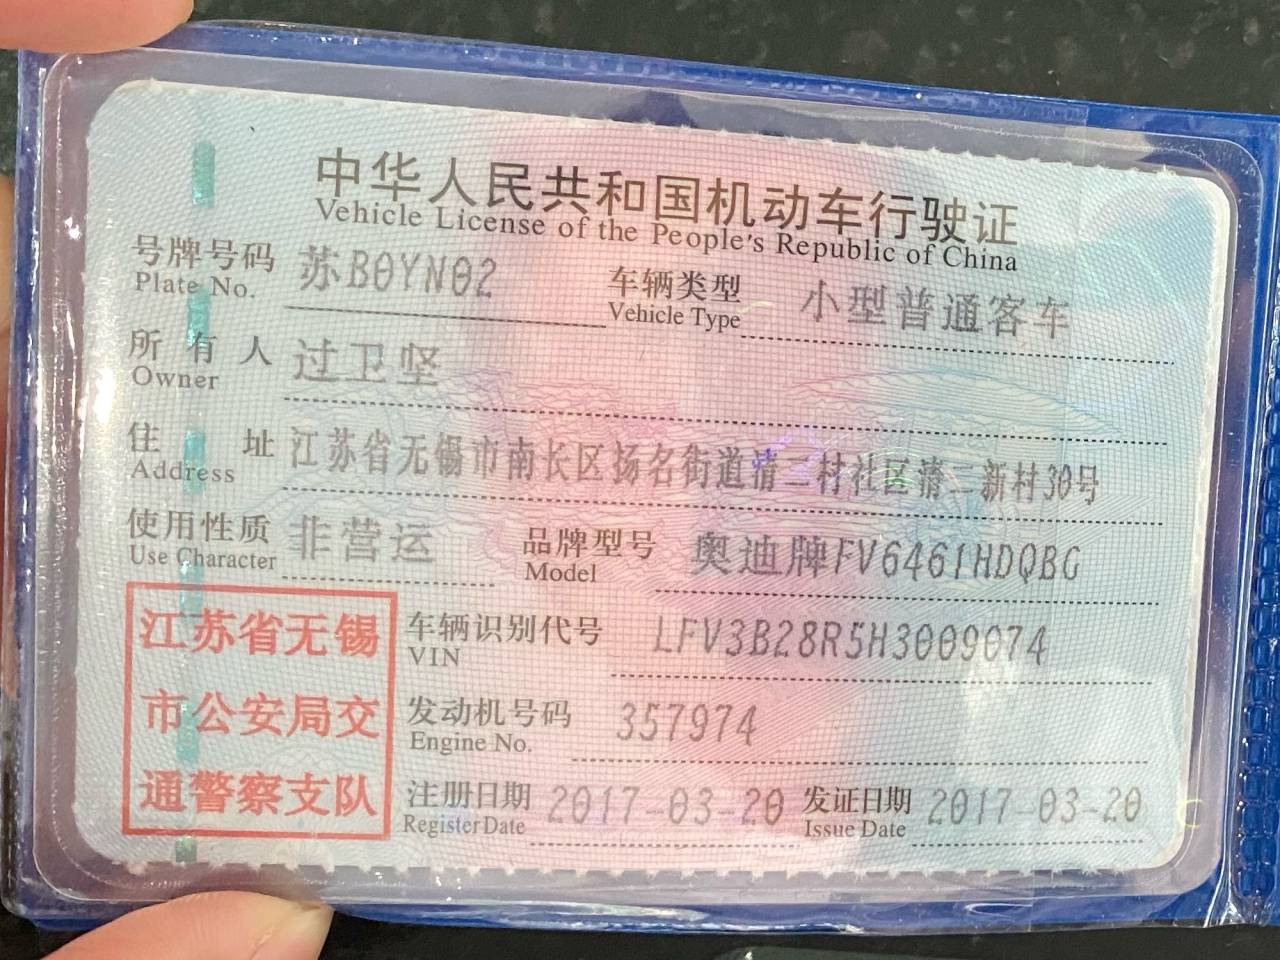 中华人民共和国机动车行驶证
Vehicle License of the People's Republic of China
号牌号码 苏B0YN02 车辆类型 小型普通客车
Plate No. Vehicle Type
所有人 过卫坚
Owner
住址 江苏省无锡市南长区扬名街道清二村社区清二新村30号
Address
使用性质 非营运 品牌型号 奥迪牌FV6461HDQBG
Use Character Model
江苏省无锡
市公安局交
通警察支队
车辆识别代号 LFV3B28R5H3009074
VIN
发动机号码 357974
Engine No.
注册日期 2017-03-20 发证日期 2017-03-20
Register Date Issue Date